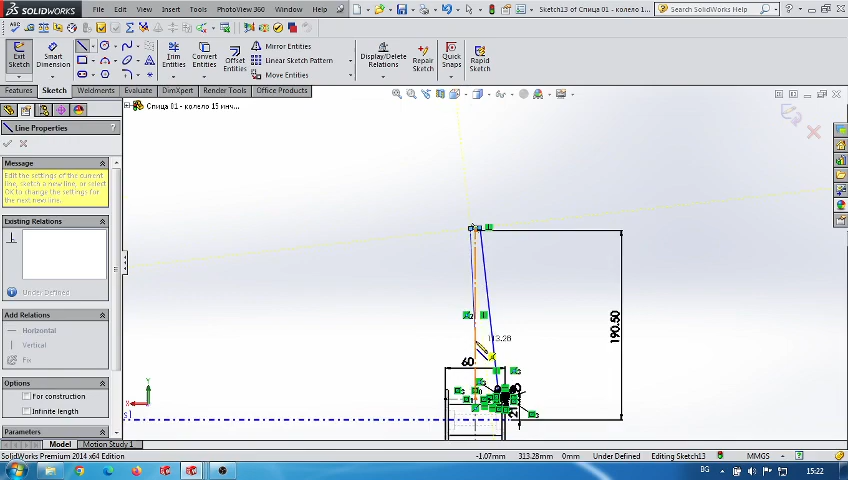 SOLIDWORKS
File Edit View Insert Tools PhotoView 360 Window Help
Sketch13 of Спица 01 - колело 1...
Search SolidWorks Help
Exit Sketch
Smart Dimension
Trim Entities
Convert Entities
Offset Entities
Mirror Entities
Linear Sketch Pattern
Move Entities
Display/Delete Relations
Repair Sketch
Quick Snaps
Rapid Sketch
Features Sketch Weldments Evaluate DimXpert Render Tools Office Products
Line Properties ?
Спица 01 - колело 15 инч...
Message
Edit the settings of the current line, sketch a new line, or select OK to change the settings for the next new line.
Existing Relations
Under Defined
Add Relations
Horizontal
Vertical
Fix
Options
For construction
Infinite length
Parameters
190.50
60
Y
X
Model Motion Study 1
SolidWorks Premium 2014 x64 Edition
-1.07mm 313.28mm 0mm Under Defined Editing Sketch13 MMGS
BG 15:22